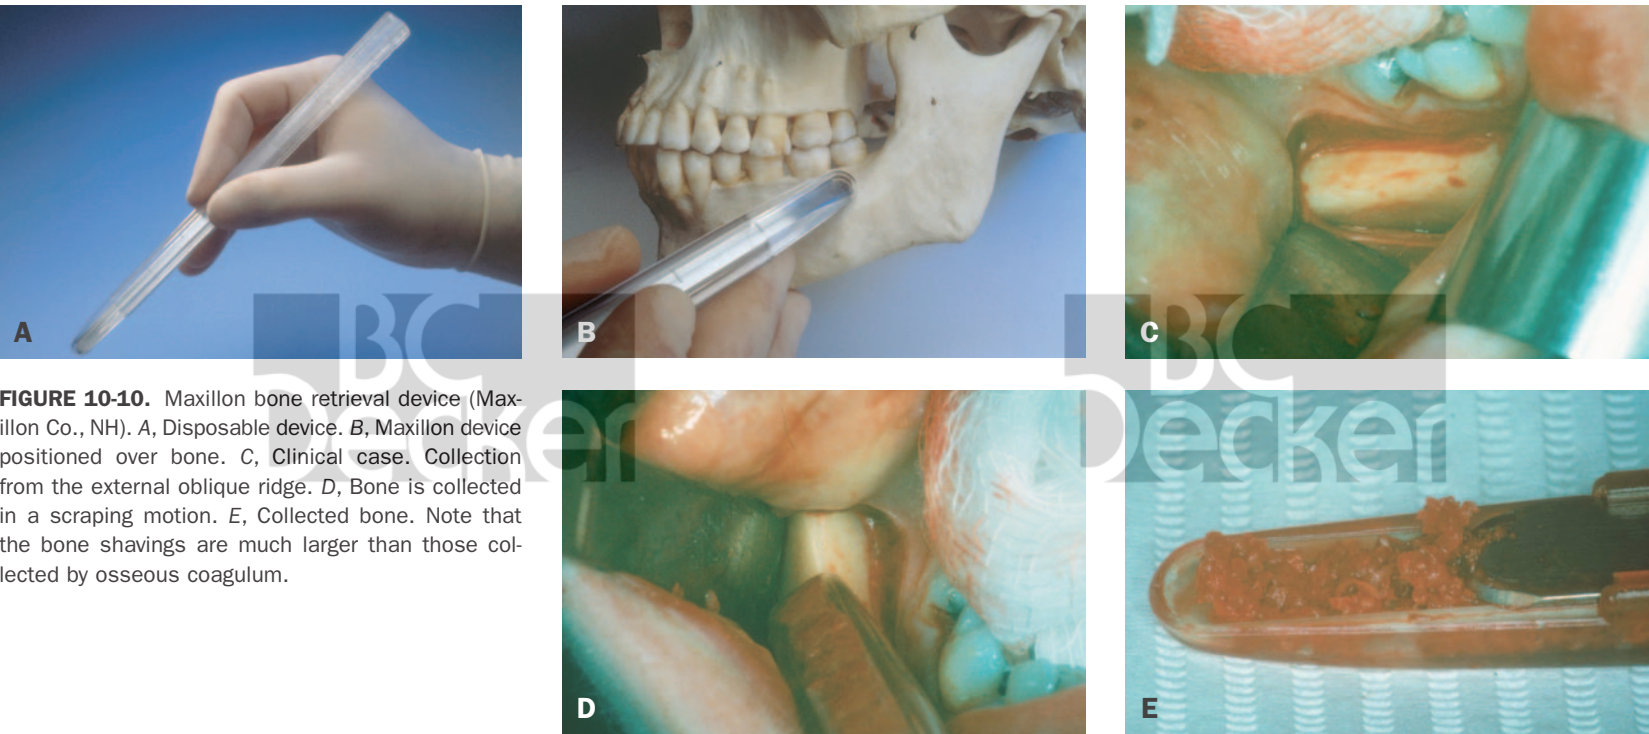 A
B
C
FIGURE 10-10. Maxillon bone retrieval device (Max-
illon Co., NH). A, Disposable device. B, Maxillon device
positioned over bone. C, Clinical case. Collection
from the external oblique ridge. D, Bone is collected
in a scraping motion. E, Collected bone. Note that
the bone shavings are much larger than those col-
lected by osseous coagulum.
BC
Decker
BC
Decker
D
E